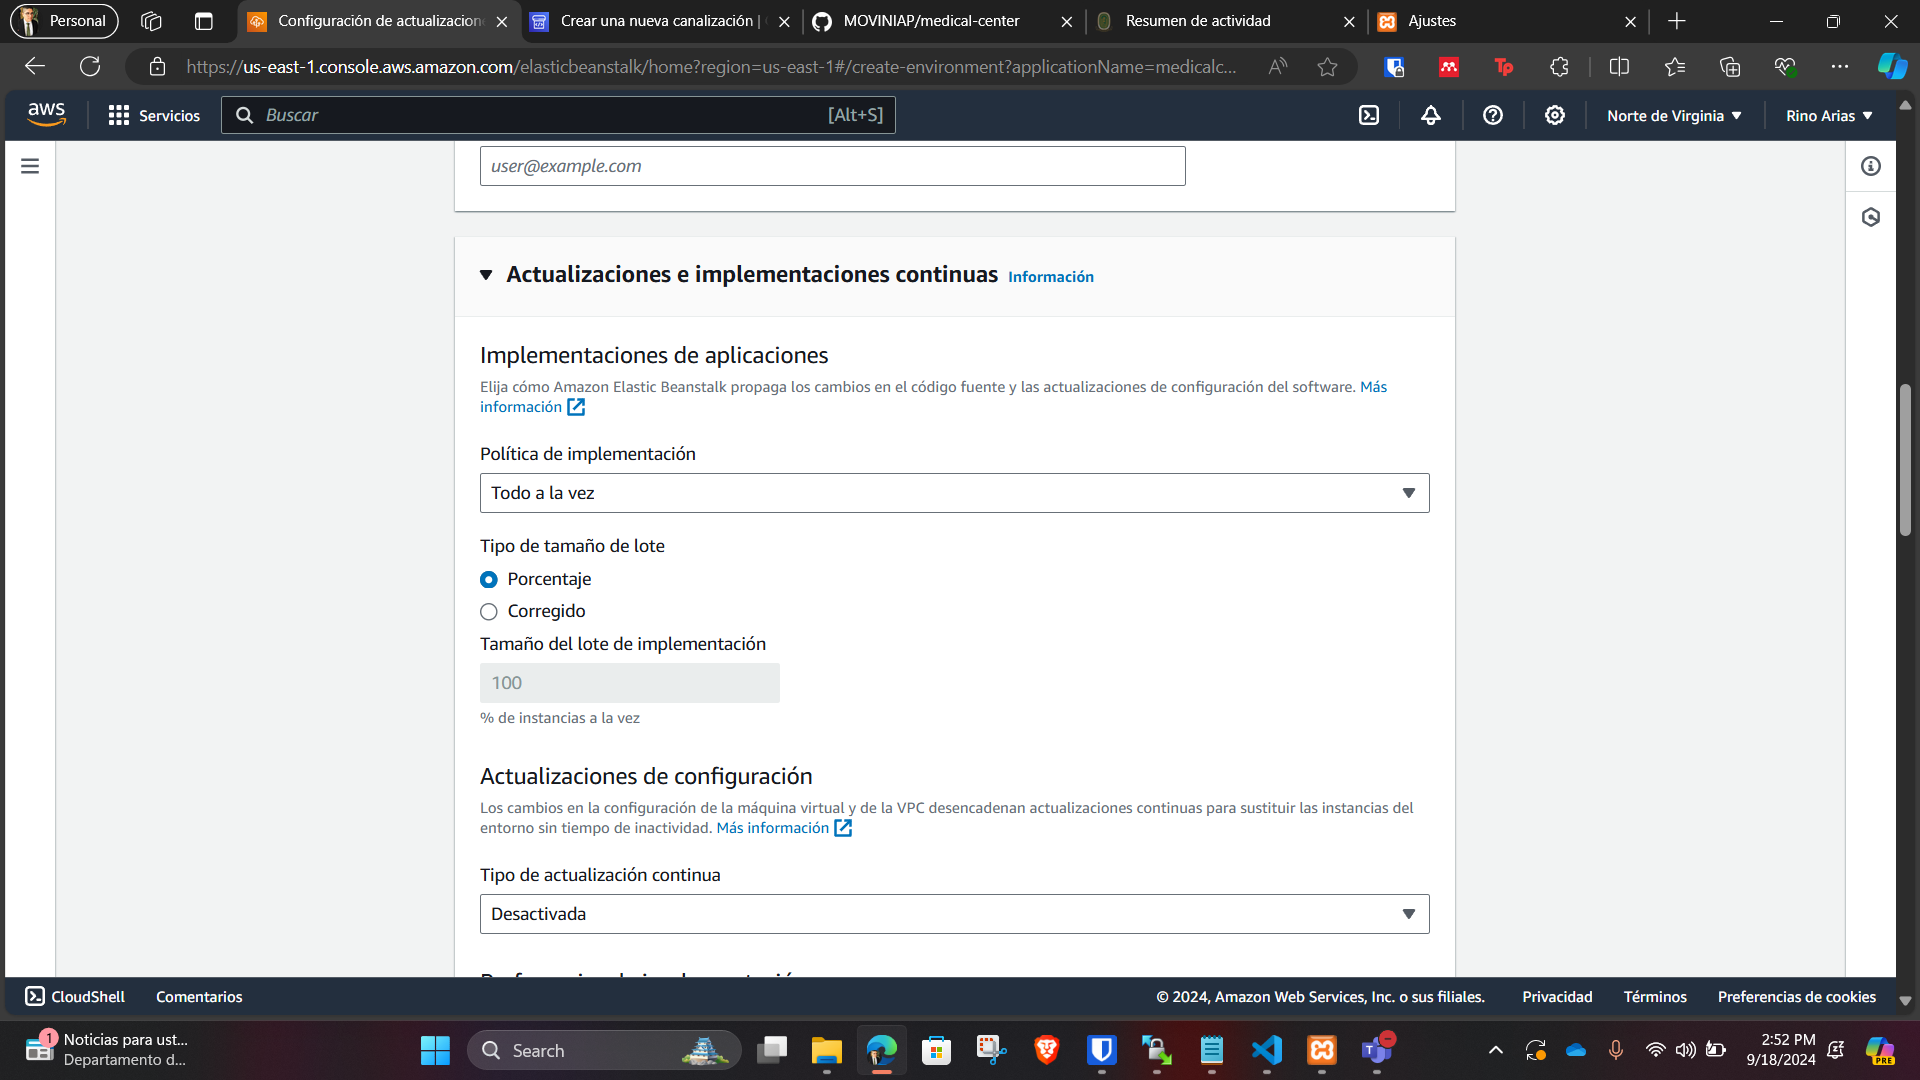 Personal
Configuración de actualizacion
Crear una nueva canalización |
MOVINIAP/medical-center
Resumen de actividad
Ajustes
https://us-east-1.console.aws.amazon.com/elasticbeanstalk/home?region=us-east-1#/create-environment?applicationName=medicalc...
aws
Servicios
Buscar
[Alt+S]
Norte de Virginia
Rino Arias
user@example.com
Actualizaciones e implementaciones continuas Información
Implementaciones de aplicaciones
Elija cómo Amazon Elastic Beanstalk propaga los cambios en el código fuente y las actualizaciones de configuración del software. Más
información
Política de implementación
Todo a la vez
Tipo de tamaño de lote
Porcentaje
Corregido
Tamaño del lote de implementación
100
% de instancias a la vez
Actualizaciones de configuración
Los cambios en la configuración de la máquina virtual y de la VPC desencadenan actualizaciones continuas para sustituir las instancias del
entorno sin tiempo de inactividad. Más información
Tipo de actualización continua
Desactivada
CloudShell
Comentarios
© 2024, Amazon Web Services, Inc. o sus filiales.
Privacidad
Términos
Preferencias de cookies
1
Noticias para ust...
Departamento d...
Search
2:52 PM
9/18/2024
PRE